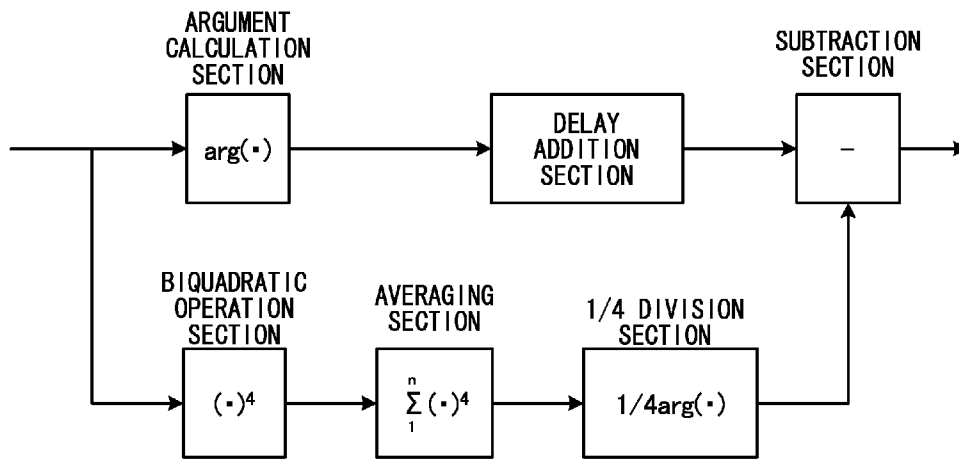 ARGUMENT
CALCULATION
SECTION
SUBTRACTION
SECTION
arg(▪)
DELAY
ADDITION
SECTION
−
BIQUADRATIC
OPERATION
SECTION
AVERAGING
SECTION
1/4 DIVISION
SECTION
(▪)⁴
n
Σ(▪)⁴
1
1/4arg(▪)